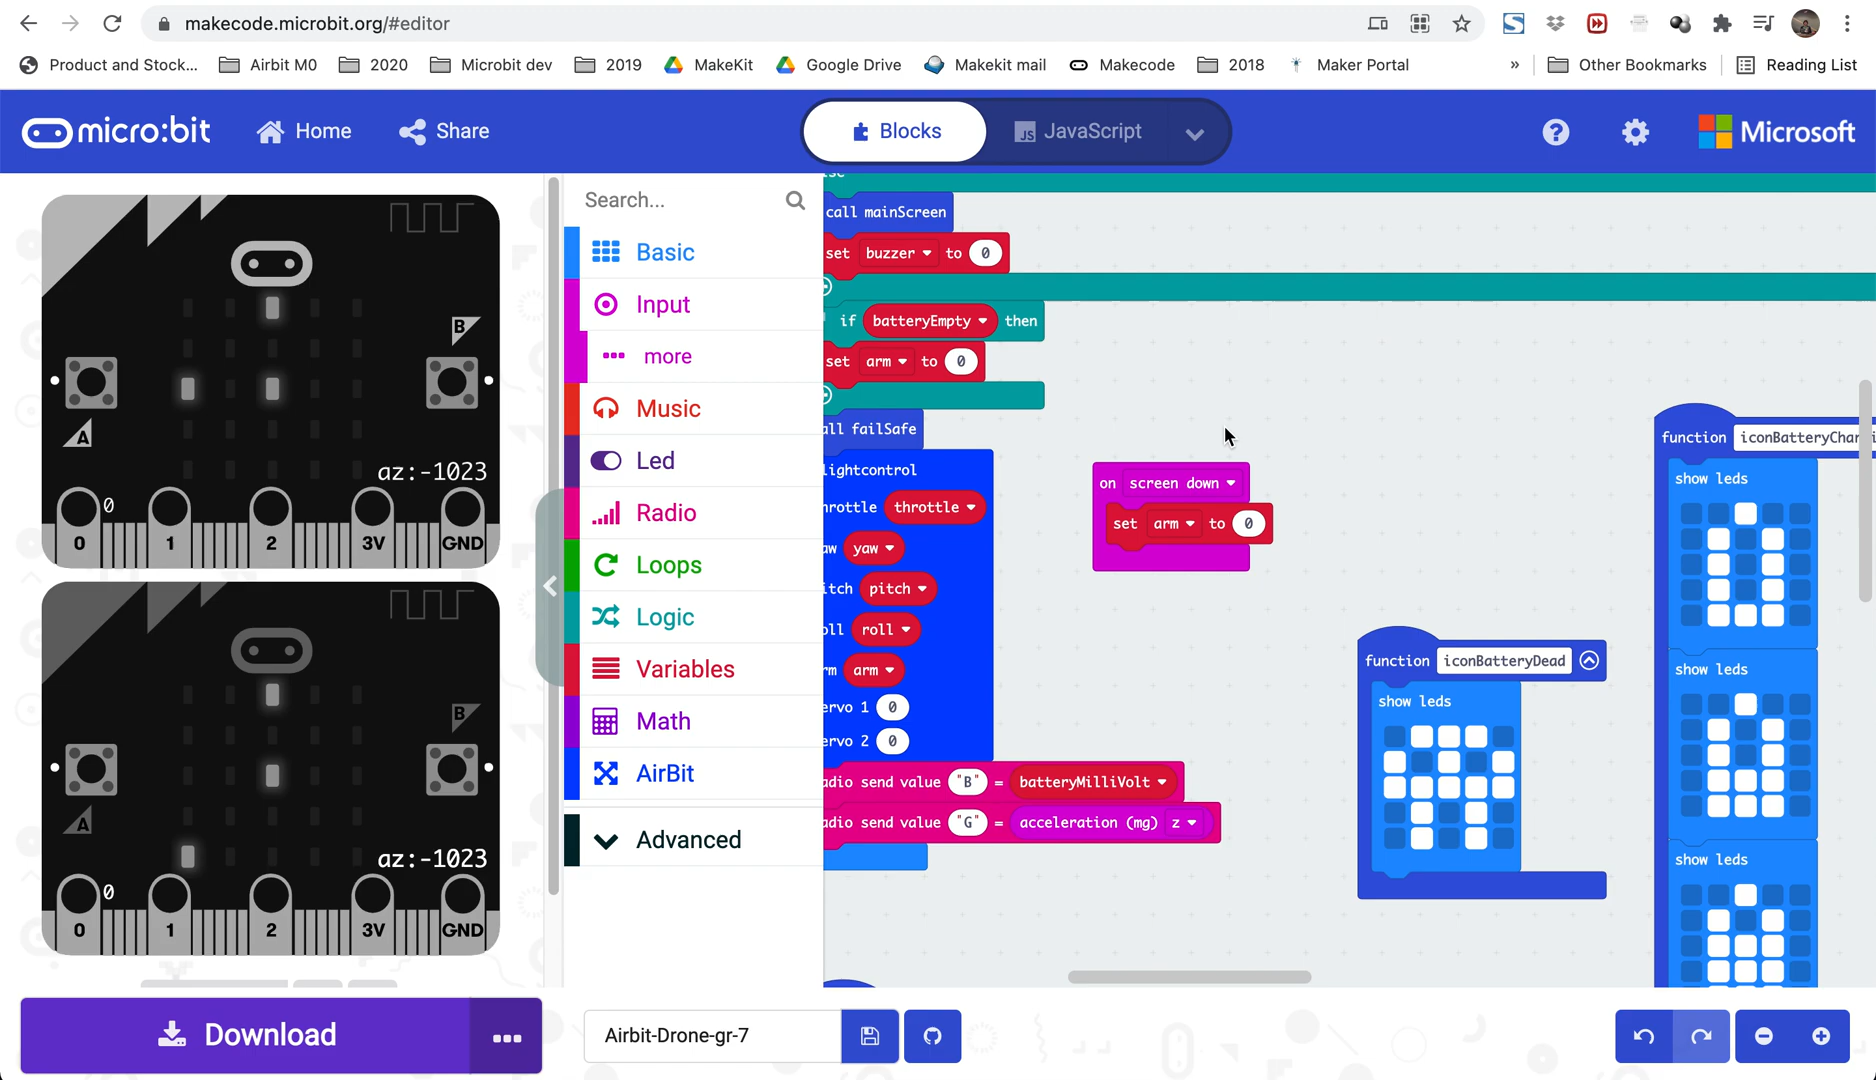 makecode.microbit.org/#editor
Product and Stock...
Airbit M0
2020
Microbit dev
2019
MakeKit
Google Drive
Makekit mail
Makecode
2018
Maker Portal
»
Other Bookmarks
Reading List
micro:bit
Home
Share
Blocks
JS JavaScript
Microsoft
B
A
az:-1023
0
0 1 2 3V GND
B
A
az:-1023
0
0 1 2 3V GND
Download
...
Search...
Basic
Input
more
Music
Led
Radio
Loops
Logic
Variables
Math
AirBit
Advanced
call mainScreen
set buzzer to 0
if batteryEmpty then
set arm to 0
all failSafe
lightcontrol
hrottle throttle
aw yaw
itch pitch
oll roll
rm arm
ervo 1 0
ervo 2 0
adio send value "B" = batteryMilliVolt
adio send value "G" = acceleration (mg) z
on screen down
set arm to 0
function iconBatteryDead
show leds
function iconBatteryChar
show leds
show leds
show leds
Airbit-Drone-gr-7